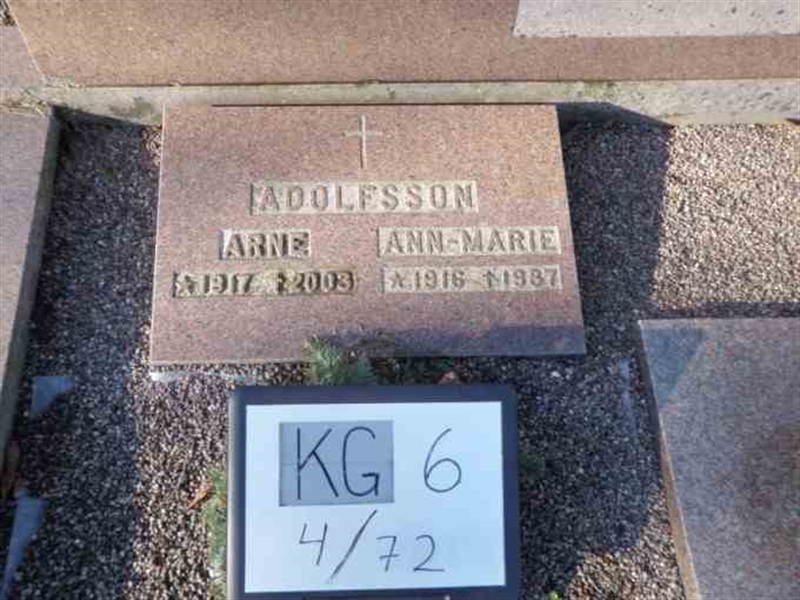 ADOLFSSON
ARNE ANN-MARIE
*1917 †2003 *1916 †1987
KG 6
4/72